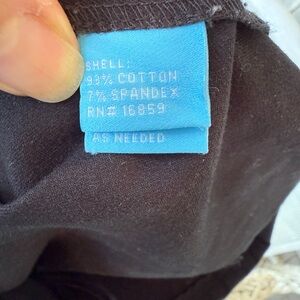 SHELL:
93% COTTON
7% SPANDEX
RN# 16859
AS NEEDED